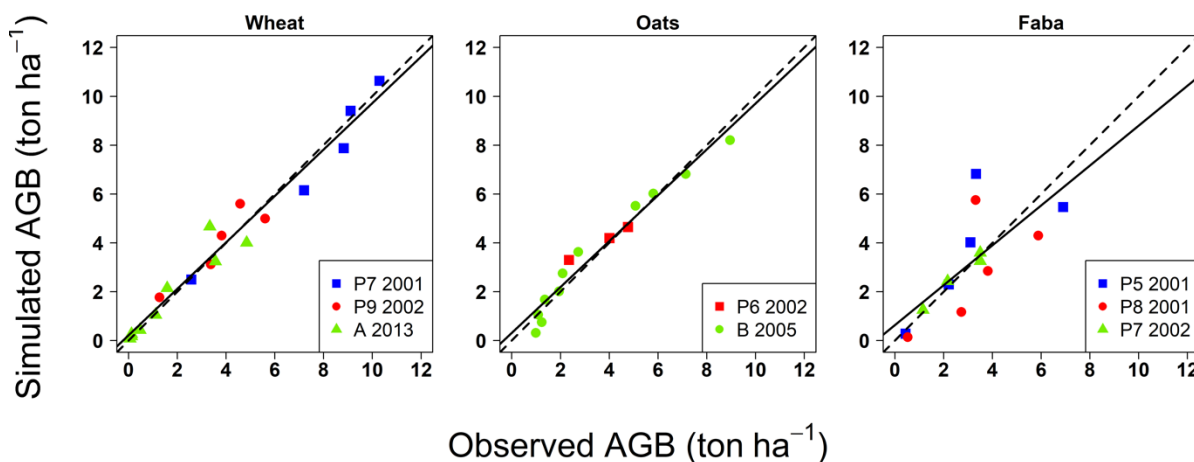 Simulated AGB (ton ha⁻¹)
Wheat
12
10
8
6
4
2
0
0 2 4 6 8 10 12
P7 2001
P9 2002
A 2013
Oats
12
10
8
6
4
2
0
0 2 4 6 8 10 12
P6 2002
B 2005
Faba
12
10
8
6
4
2
0
0 2 4 6 8 10 12
P5 2001
P8 2001
P7 2002
Observed AGB (ton ha⁻¹)